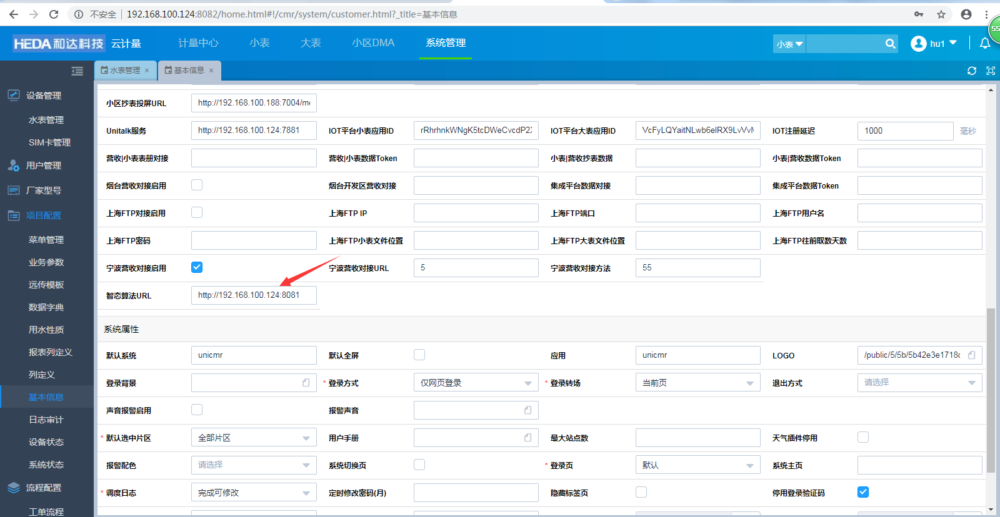 不安全 192.168.100.124:8082/home.html#!/cmr/system/customer.html?_title=基本信息
HEDA和达科技 云计量 计量中心 小表 大表 小区DMA 系统管理 小表 hu1 55
水表管理 × 基本信息 ×
设备管理
水表管理
SIM卡管理
用户管理
厂家型号
项目配置
菜单管理
业务参数
远传模板
数据字典
用水性质
报表列定义
列定义
基本信息
日志审计
设备状态
系统状态
流程配置
工单流程
小区抄表投屏URL http://192.168.100.188:7004/me
Unitalk服务 http://192.168.100.124:7881 IOT平台小表应用ID rRhrhnkWNgK5tcDWeCvcdP2X IOT平台大表应用ID VcFyLQYaitNLwb6elRX9LvVvM IOT注册延迟 1000 毫秒
营收|小表表册对接 营收|小表数据Token 小表|营收抄表数据 小表|营收数据Token
烟台营收对接启用 烟台开发区营收对接 集成平台数据对接 集成平台数据Token
上海FTP对接启用 上海FTP IP 上海FTP端口 上海FTP用户名
上海FTP密码 上海FTP小表文件位置 上海FTP大表文件位置 上海FTP往前取数天数
宁波营收对接启用 宁波营收对接URL 5 宁波营收对接方法 55
智态算法URL http://192.168.100.124:8081
系统属性
默认系统 unicmr 默认全屏 应用 unicmr LOGO /public/5/5b/5b42e3e1718c
登录背景 * 登录方式 仅网页登录 * 登录转场 当前页 退出方式 请选择
声音报警启用 报警声音
* 默认选中片区 全部片区 用户手册 最大站点数 天气插件停用
报警配色 请选择 系统切换页 * 登录页 默认 系统主页
* 调度日志 完成可修改 定时修改密码(月) 隐藏标签页 停用登录验证码